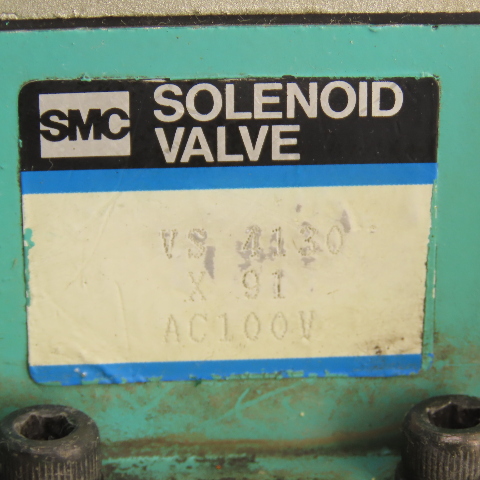 SMC
SOLENOID
VALVE
VS 4130
X 91
AC100V